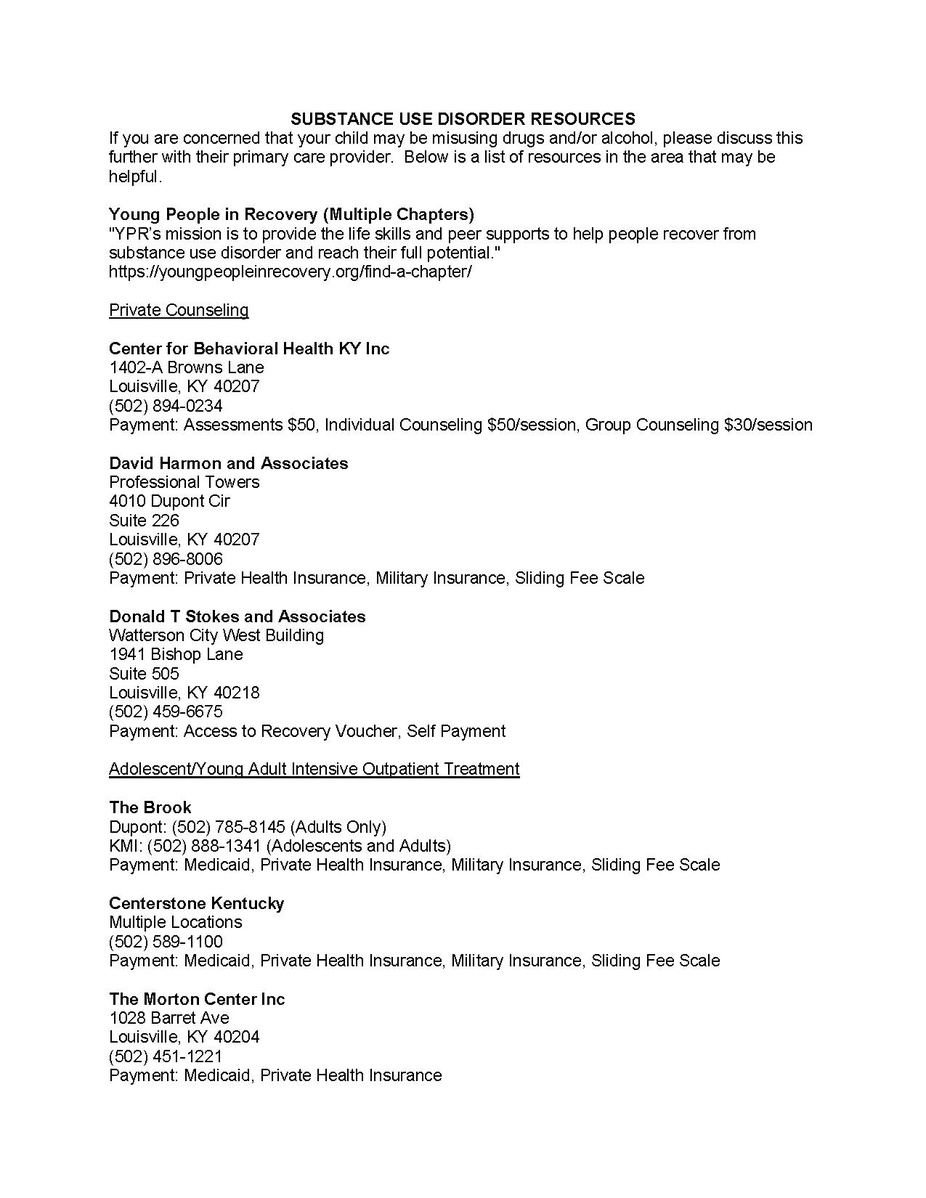 SUBSTANCE USE DISORDER RESOURCES
If you are concerned that your child may be misusing drugs and/or alcohol, please discuss this
further with their primary care provider.  Below is a list of resources in the area that may be
helpful.
Young People in Recovery (Multiple Chapters)
"YPR's mission is to provide the life skills and peer supports to help people recover from
substance use disorder and reach their full potential."
https://youngpeopleinrecovery.org/find-a-chapter/
Private Counseling
Center for Behavioral Health KY Inc
1402-A Browns Lane
Louisville, KY 40207
(502) 894-0234
Payment: Assessments $50, Individual Counseling $50/session, Group Counseling $30/session
David Harmon and Associates
Professional Towers
4010 Dupont Cir
Suite 226
Louisville, KY 40207
(502) 896-8006
Payment: Private Health Insurance, Military Insurance, Sliding Fee Scale
Donald T Stokes and Associates
Watterson City West Building
1941 Bishop Lane
Suite 505
Louisville, KY 40218
(502) 459-6675
Payment: Access to Recovery Voucher, Self Payment
Adolescent/Young Adult Intensive Outpatient Treatment
The Brook
Dupont: (502) 785-8145 (Adults Only)
KMI: (502) 888-1341 (Adolescents and Adults)
Payment: Medicaid, Private Health Insurance, Military Insurance, Sliding Fee Scale
Centerstone Kentucky
Multiple Locations
(502) 589-1100
Payment: Medicaid, Private Health Insurance, Military Insurance, Sliding Fee Scale
The Morton Center Inc
1028 Barret Ave
Louisville, KY 40204
(502) 451-1221
Payment: Medicaid, Private Health Insurance